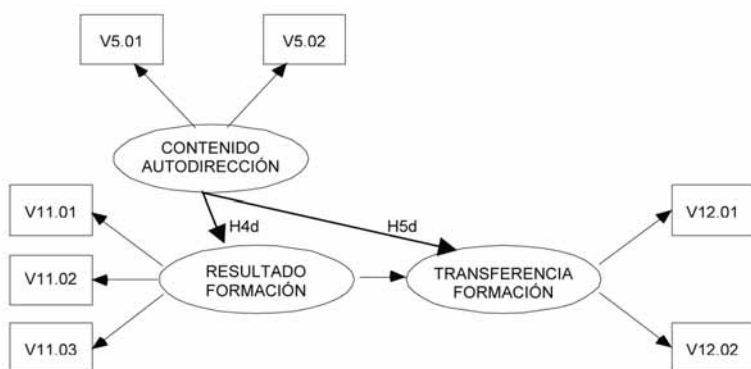 V5.01
V5.02
CONTENIDO
AUTODIRECCIÓN
V11.01
V12.01
H4d
H5d
V11.02
RESULTADO
FORMACIÓN
TRANSFERENCIA
FORMACIÓN
V11.03
V12.02